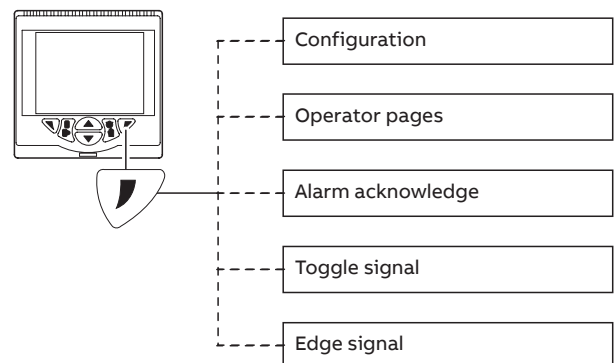 Configuration
Operator pages
Alarm acknowledge
Toggle signal
Edge signal